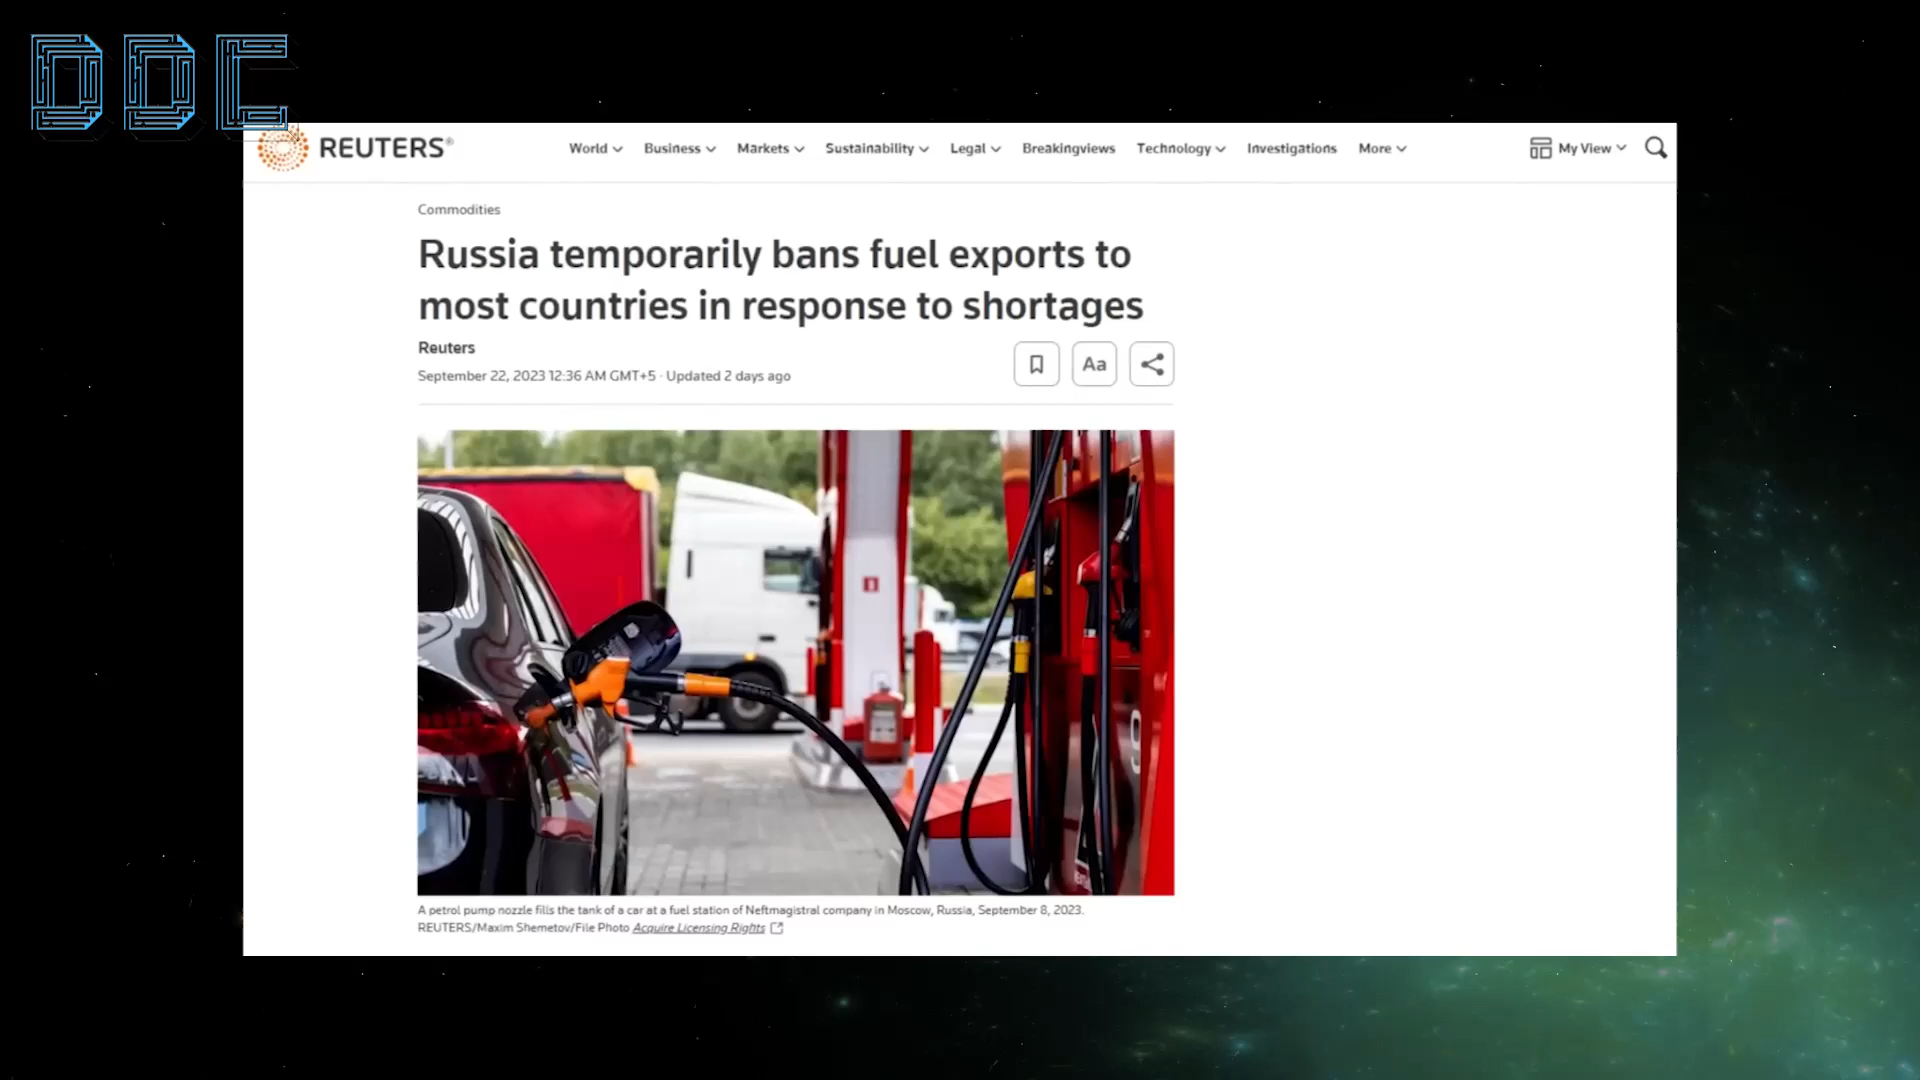 DDC
REUTERS®
World Business Markets Sustainability Legal Breakingviews Technology Investigations More My View
Commodities
Russia temporarily bans fuel exports to
most countries in response to shortages
Reuters
September 22, 2023 12:36 AM GMT+5 · Updated 2 days ago
Aa
9
A petrol pump nozzle fills the tank of a car at a fuel station of Neftmagistral company in Moscow, Russia, September 8, 2023.
REUTERS/Maxim Shemetov/File Photo Acquire Licensing Rights